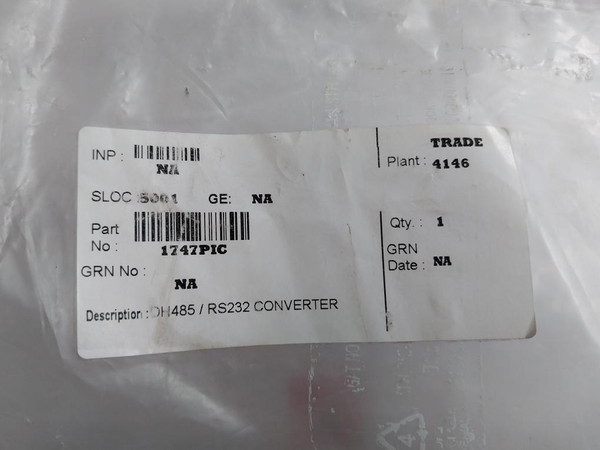 INP : NA
TRADE
Plant : 4146
SLOC : 5001 GE: NA
Part No : 1747PIC
Qty. : 1
GRN No : NA
GRN Date : NA
Description : DH485 / RS232 CONVERTER